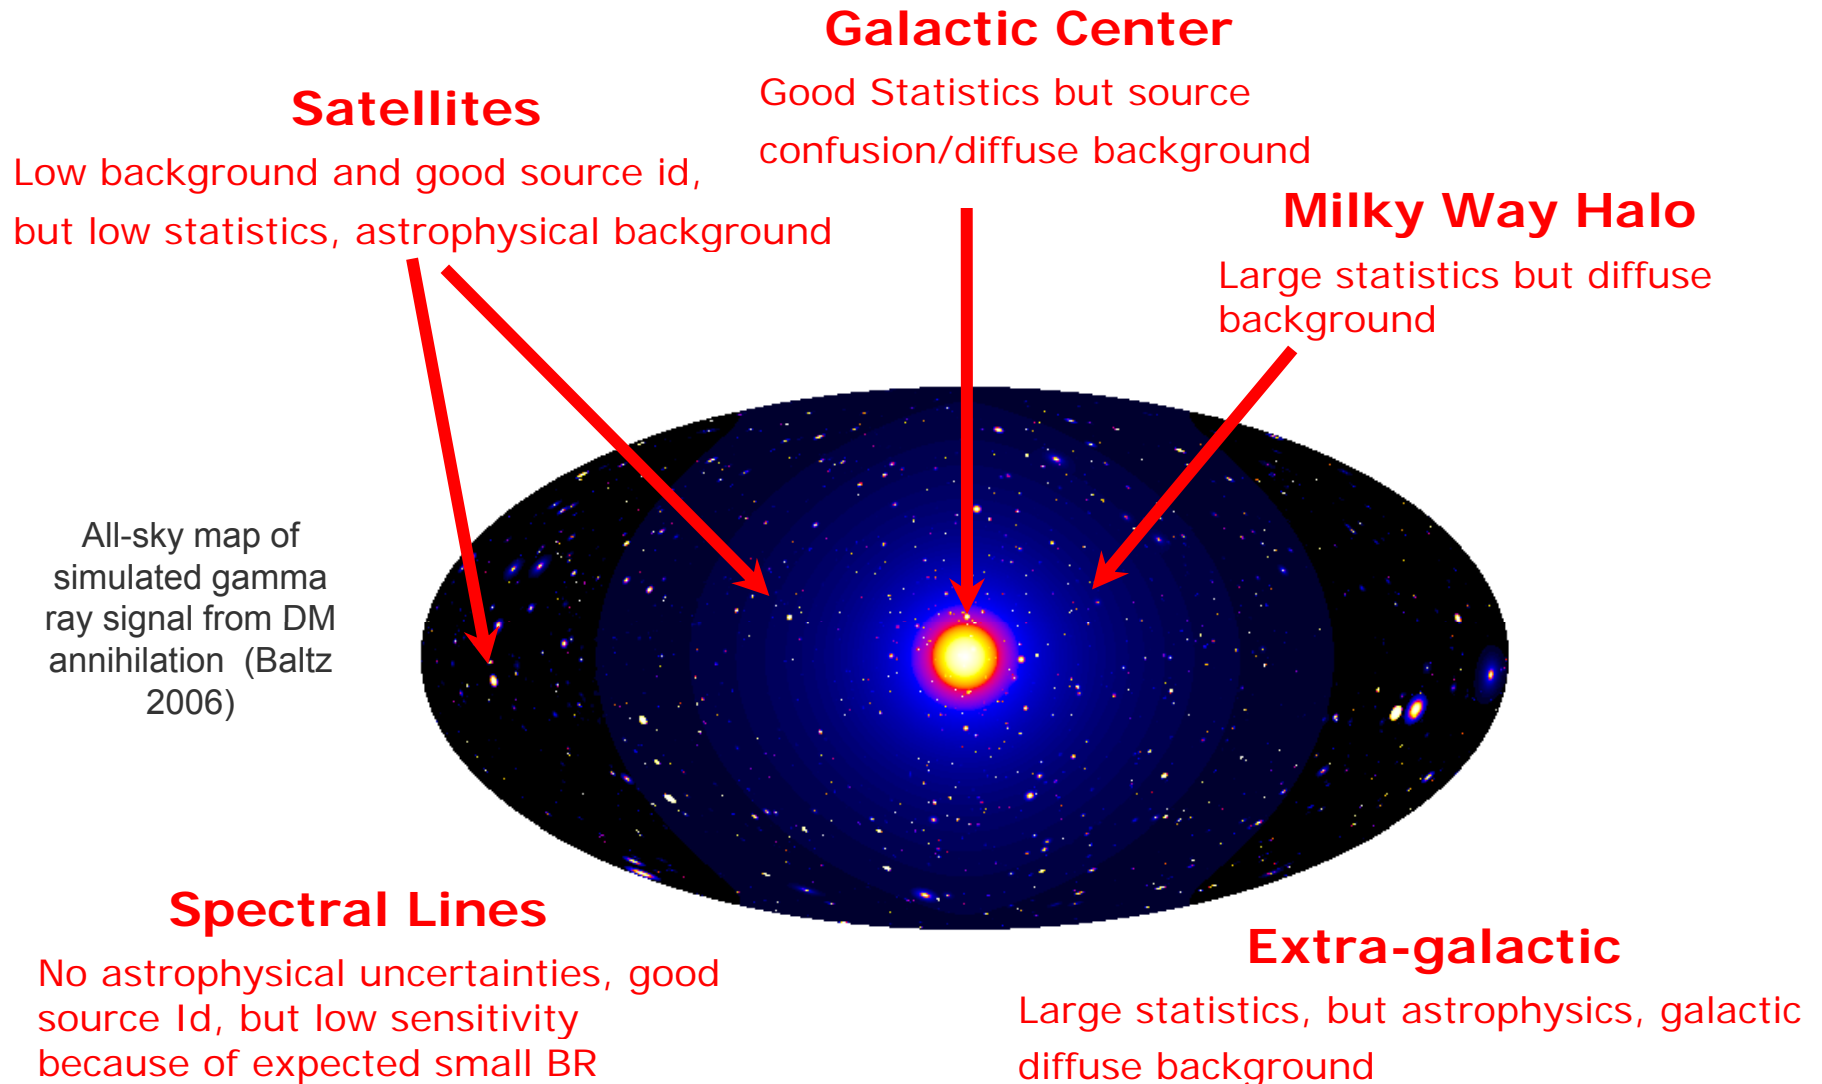 Galactic Center
Good Statistics but source
confusion/diffuse background
Satellites
Low background and good source id,
but low statistics, astrophysical background
Milky Way Halo
Large statistics but diffuse
background
All-sky map of
simulated gamma
ray signal from DM
annihilation (Baltz
2006)
Spectral Lines
No astrophysical uncertainties, good
source Id, but low sensitivity
because of expected small BR
Extra-galactic
Large statistics, but astrophysics, galactic
diffuse background